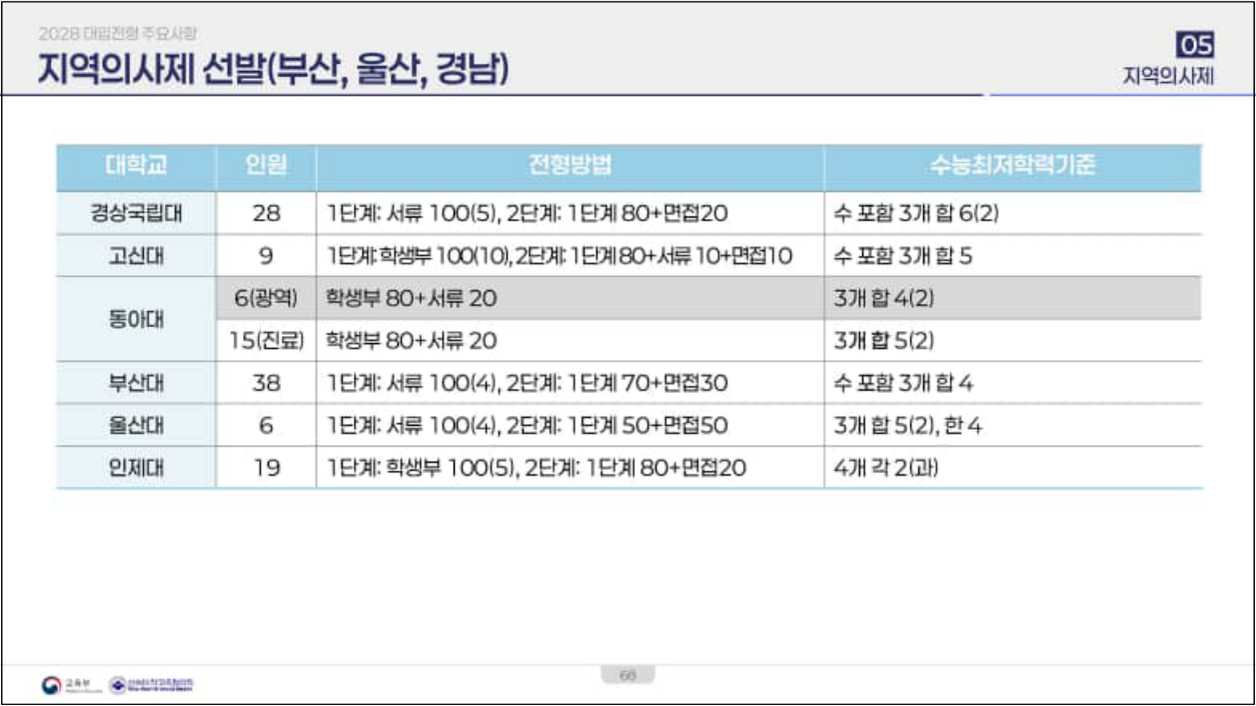 2028 대입전형 주요사항
지역의사제 선발(부산, 울산, 경남)
05
지역의사제
대학교 인원 전형방법 수능최저학력기준
경상국립대 28 1단계: 서류 100(5), 2단계: 1단계 80+면접20 수 포함 3개 합 6(2)
고신대 9 1단계:학생부 100(10), 2단계: 1단계80+서류 10+면접10 수 포함 3개 합 5
동아대 6(광역) 학생부 80+서류 20 3개 합 4(2)
15(진료) 학생부 80+서류 20 3개 합 5(2)
부산대 38 1단계: 서류 100(4), 2단계: 1단계 70+면접30 수 포함 3개 합 4
울산대 6 1단계: 서류 100(4), 2단계: 1단계 50+면접50 3개 합 5(2), 한 4
인제대 19 1단계: 학생부 100(5), 2단계: 1단계 80+면접20 4개 각 2(과)
68
교육부